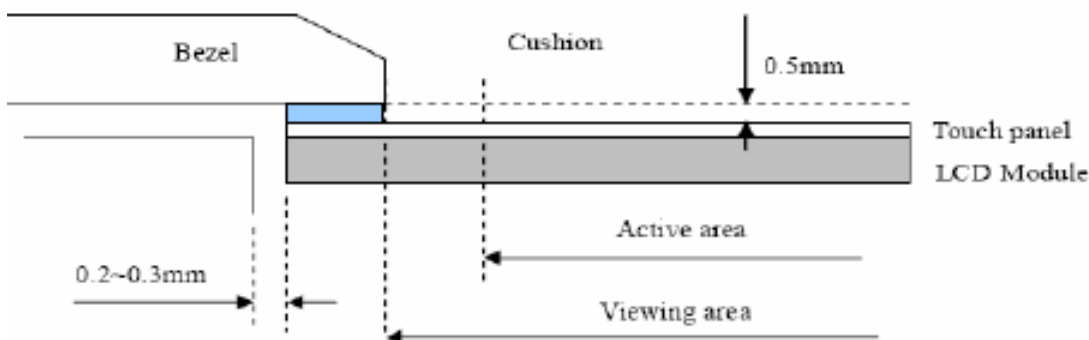 Cushion
Bezel
0.5mm
Touch panel
LCD Module
Active area
0.2~0.3mm
Viewing area